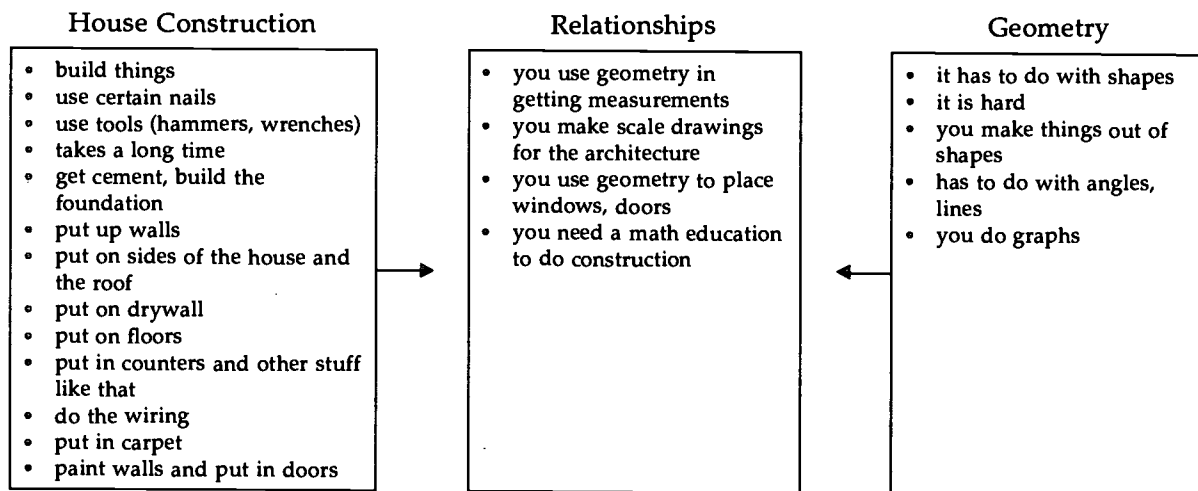 House Construction
• build things
• use certain nails
• use tools (hammers, wrenches)
• takes a long time
• get cement, build the
foundation
• put up walls
• put on sides of the house and
the roof
• put on drywall
• put on floors
• put in counters and other stuff
like that
• do the wiring
• put in carpet
• paint walls and put in doors
Relationships
• you use geometry in
getting measurements
• you make scale drawings
for the architecture
• you use geometry to place
windows, doors
• you need a math education
to do construction
Geometry
• it has to do with shapes
• it is hard
• you make things out of
shapes
• has to do with angles,
lines
• you do graphs